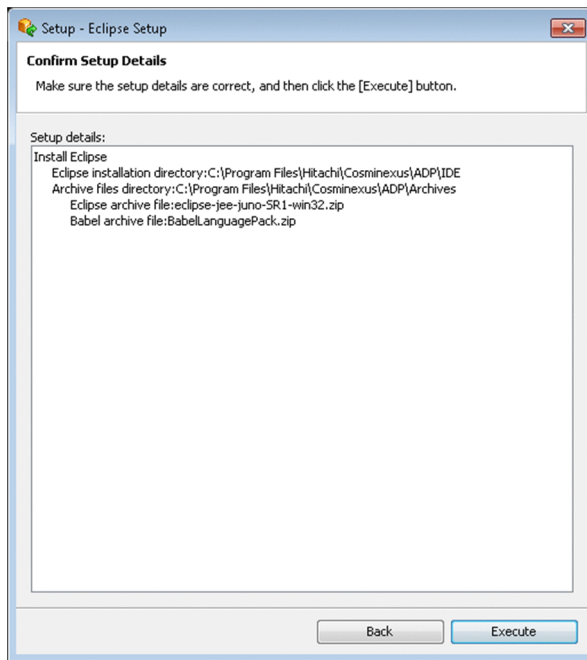 Setup - Eclipse Setup
Confirm Setup Details
Make sure the setup details are correct, and then click the [Execute] button.
Setup details:
Install Eclipse
Eclipse installation directory:C:\Program Files\Hitachi\Cosminexus\ADP\IDE
Archive files directory:C:\Program Files\Hitachi\Cosminexus\ADP\Archives
Eclipse archive file:eclipse-jee-juno-SR1-win32.zip
Babel archive file:BabelLanguagePack.zip
Back
Execute